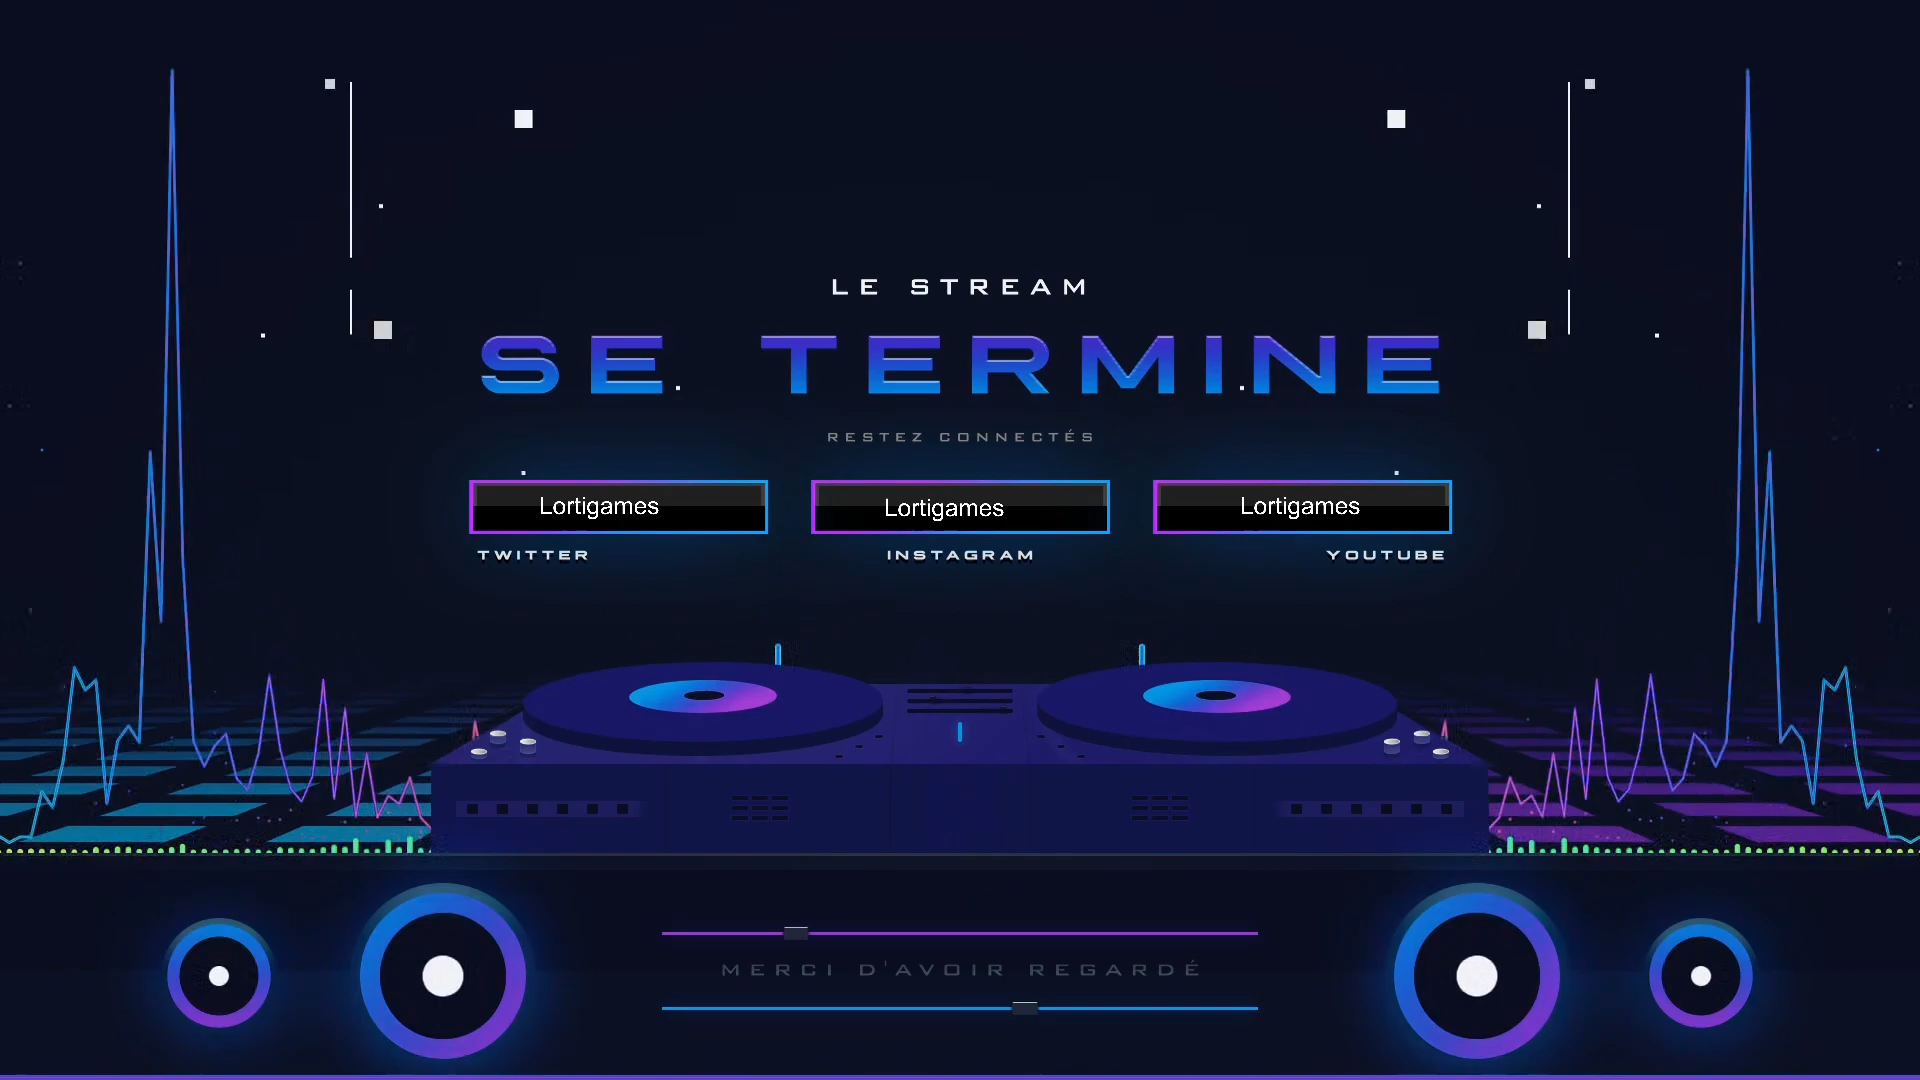 LE STREAM
SE TERMINE
RESTEZ CONNECTÉS
Lortigames Lortigames Lortigames
TWITTER INSTAGRAM YOUTUBE
MERCI D'AVOIR REGARDÉ